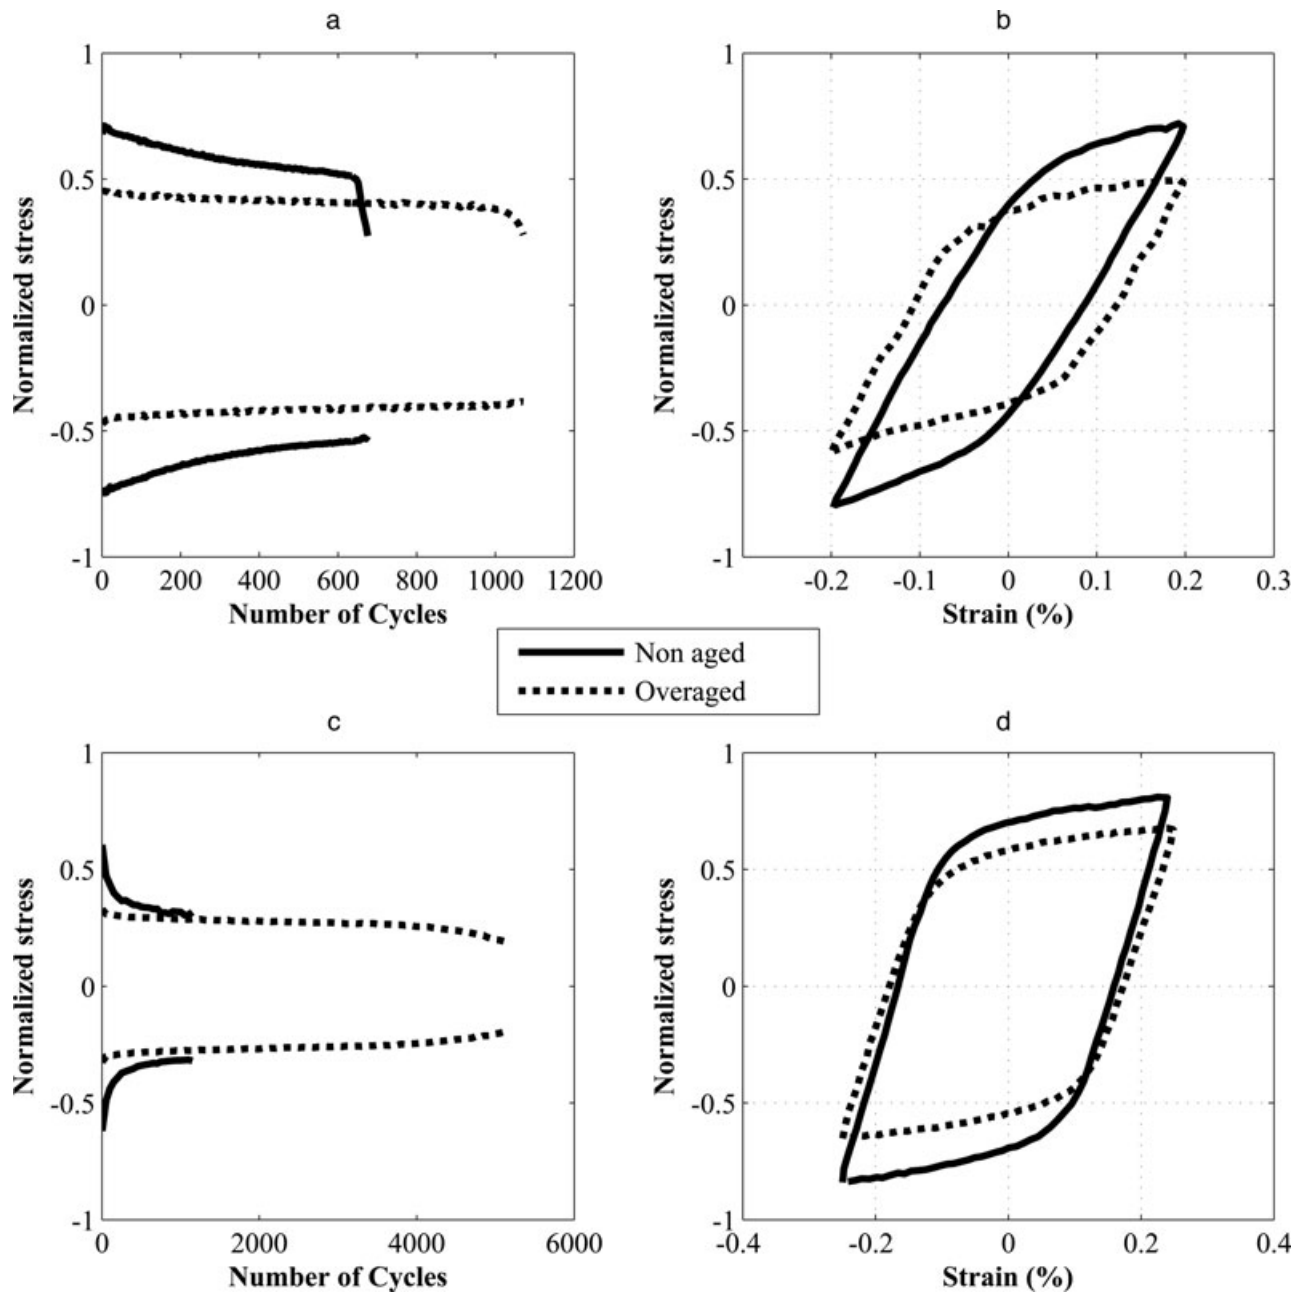 a
b
1
0.5
0
-0.5
-1
Normalized stress
0 200 400 600 800 1000 1200
Number of Cycles
1
0.5
0
-0.5
-1
Normalized stress
-0.2 -0.1 0 0.1 0.2 0.3
Strain (%)
Non aged
Overaged
c
d
1
0.5
0
-0.5
-1
Normalized stress
0 2000 4000 6000
Number of Cycles
1
0.5
0
-0.5
-1
Normalized stress
-0.4 -0.2 0 0.2 0.4
Strain (%)